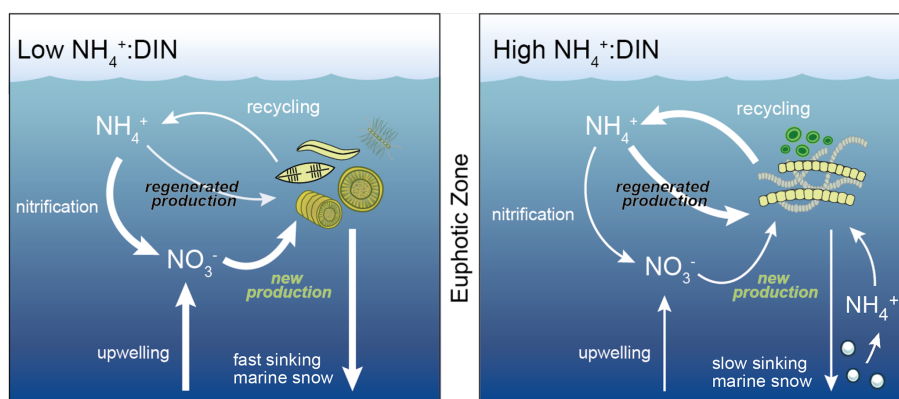 Low NH₄⁺:DIN
recycling
NH₄⁺
regenerated
production
nitrification
NO₃⁻
new
production
upwelling
fast sinking
marine snow
Euphotic Zone
High NH₄⁺:DIN
recycling
NH₄⁺
regenerated
production
nitrification
NO₃⁻
new
production
NH₄⁺
upwelling
slow sinking
marine snow